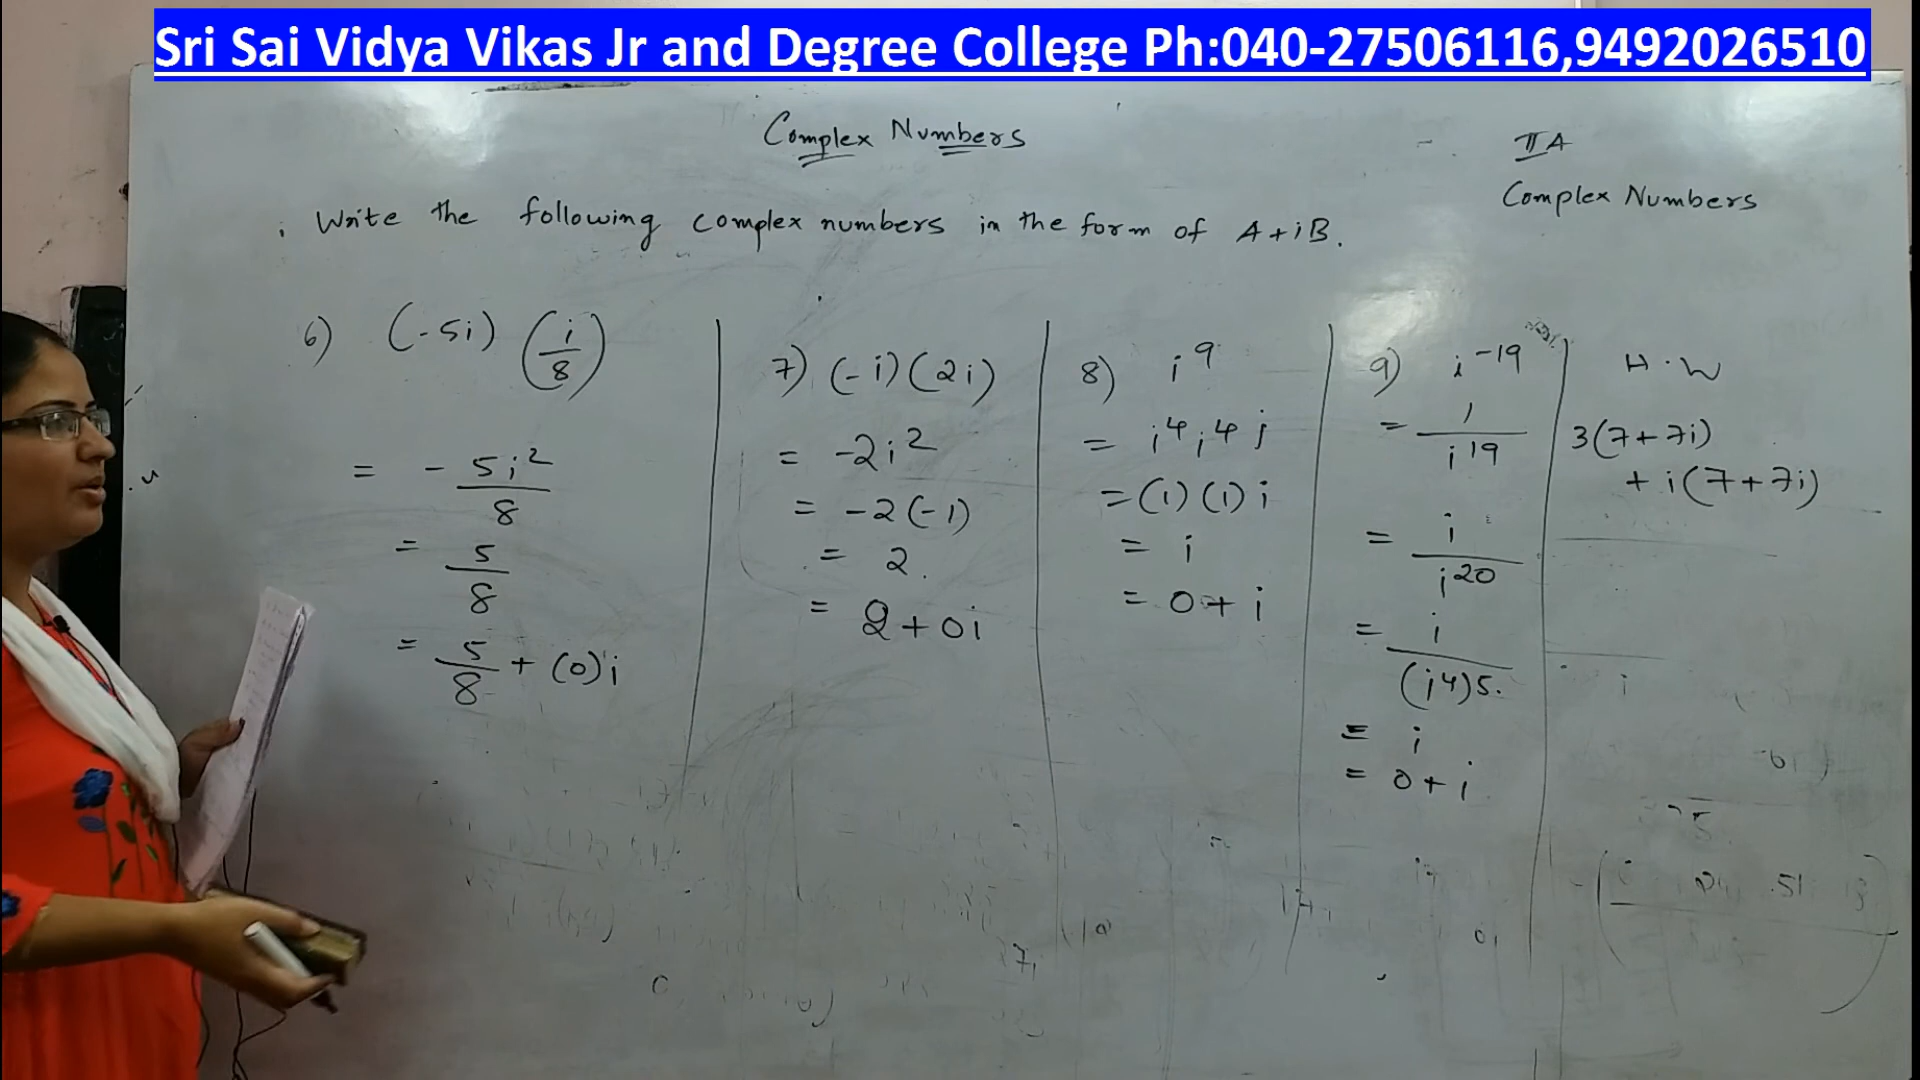 Sri Sai Vidya Vikas Jr and Degree College Ph:040-27506116,9492026510
Complex Numbers
II A
Complex Numbers
Write the following complex numbers in the form of A+iB.
6) (-5i) (i/8)
= - 5i²/8
= 5/8
= 5/8 + (0)i
7) (-i)(2i)
= -2i²
= -2(-1)
= 2.
= 2+0i
8) i⁹
= i⁴ i⁴ i
= (1)(1) i
= i
= 0+i
9) i⁻¹⁹
= 1/i¹⁹
= i/i²⁰
= i/(i⁴)5.
= i
= 0+i
H.W
3(7+7i)
+ i(7+7i)